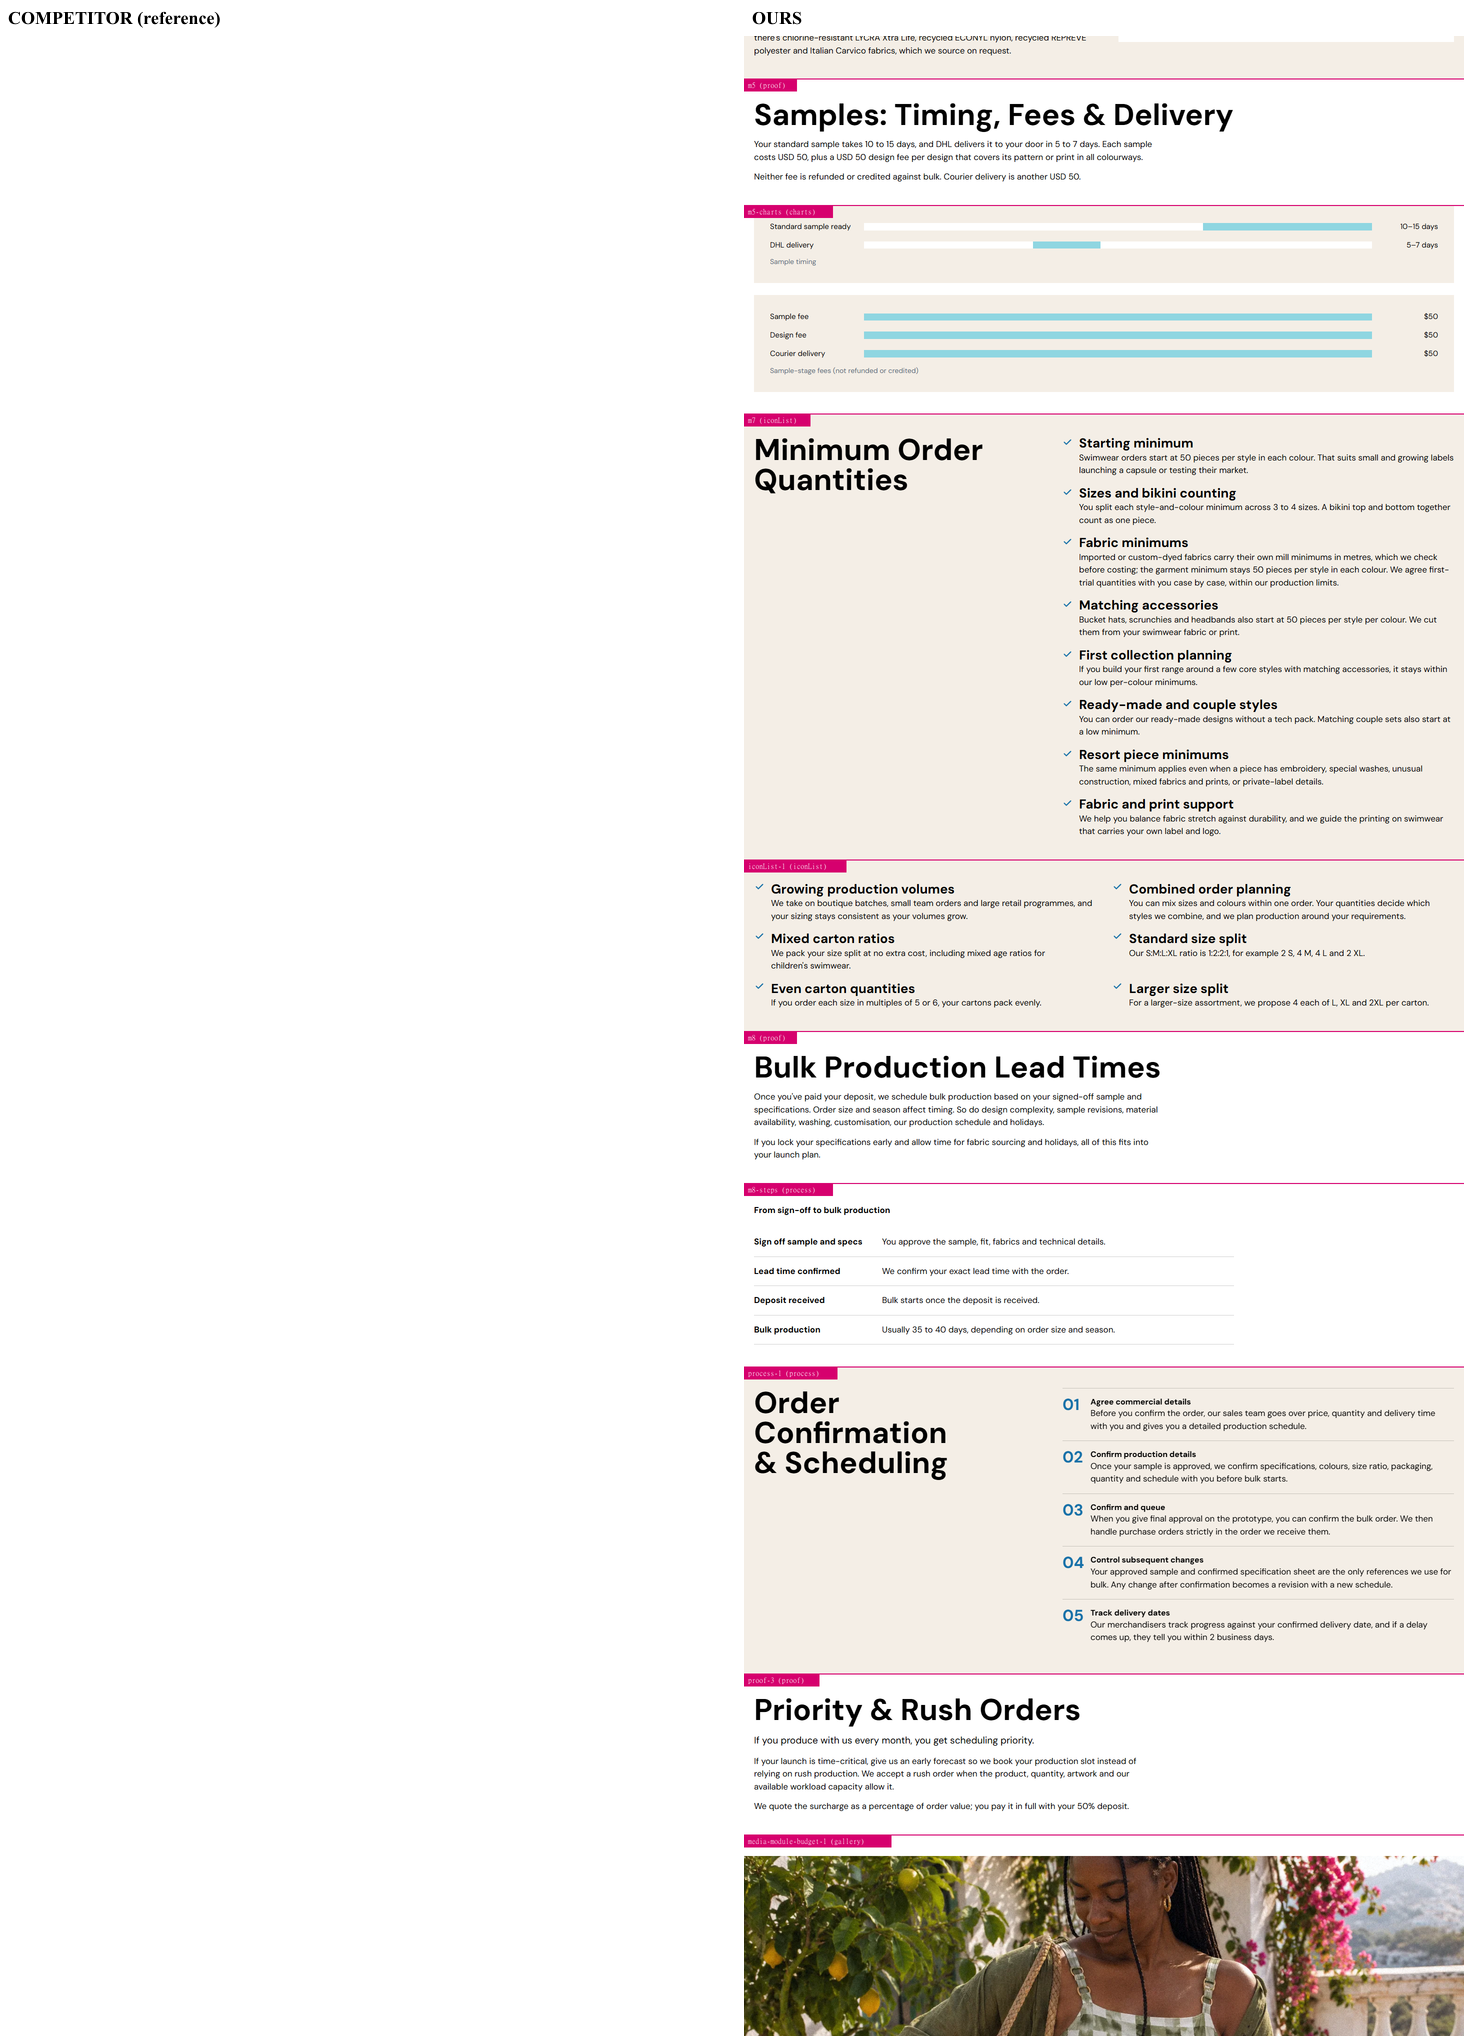 COMPETITOR (reference)
OURS
there's chlorine-resistant LYCRA Xtra Life, recycled ECONYL nylon, recycled REPREVE
polyester and Italian Carvico fabrics, which we source on request.
m5 (proof)
Samples: Timing, Fees & Delivery
Your standard sample takes 10 to 15 days, and DHL delivers it to your door in 5 to 7 days. Each sample
costs USD 50, plus a USD 50 design fee per design that covers its pattern or print in all colourways.
Neither fee is refunded or credited against bulk. Courier delivery is another USD 50.
m5-charts (charts)
Standard sample ready 10–15 days
DHL delivery 5–7 days
Sample timing
Sample fee $50
Design fee $50
Courier delivery $50
Sample-stage fees (not refunded or credited)
m7 (iconList)
Minimum Order
Quantities
Starting minimum
Swimwear orders start at 50 pieces per style in each colour. That suits small and growing labels
launching a capsule or testing their market.
Sizes and bikini counting
You split each style-and-colour minimum across 3 to 4 sizes. A bikini top and bottom together
count as one piece.
Fabric minimums
Imported or custom-dyed fabrics carry their own mill minimums in metres, which we check
before costing; the garment minimum stays 50 pieces per style in each colour. We agree first-
trial quantities with you case by case, within our production limits.
Matching accessories
Bucket hats, scrunchies and headbands also start at 50 pieces per style per colour. We cut
them from your swimwear fabric or print.
First collection planning
If you build your first range around a few core styles with matching accessories, it stays within
our low per-colour minimums.
Ready-made and couple styles
You can order our ready-made designs without a tech pack. Matching couple sets also start at
a low minimum.
Resort piece minimums
The same minimum applies even when a piece has embroidery, special washes, unusual
construction, mixed fabrics and prints, or private-label details.
Fabric and print support
We help you balance fabric stretch against durability, and we guide the printing on swimwear
that carries your own label and logo.
iconList-1 (iconList)
Growing production volumes
We take on boutique batches, small team orders and large retail programmes, and
your sizing stays consistent as your volumes grow.
Combined order planning
You can mix sizes and colours within one order. Your quantities decide which
styles we combine, and we plan production around your requirements.
Mixed carton ratios
We pack your size split at no extra cost, including mixed age ratios for
children's swimwear.
Standard size split
Our S:M:L:XL ratio is 1:2:2:1, for example 2 S, 4 M, 4 L and 2 XL.
Even carton quantities
If you order each size in multiples of 5 or 6, your cartons pack evenly.
Larger size split
For a larger-size assortment, we propose 4 each of L, XL and 2XL per carton.
m8 (proof)
Bulk Production Lead Times
Once you've paid your deposit, we schedule bulk production based on your signed-off sample and
specifications. Order size and season affect timing. So do design complexity, sample revisions, material
availability, washing, customisation, our production schedule and holidays.
If you lock your specifications early and allow time for fabric sourcing and holidays, all of this fits into
your launch plan.
m8-steps (process)
From sign-off to bulk production
Sign off sample and specs You approve the sample, fit, fabrics and technical details.
Lead time confirmed We confirm your exact lead time with the order.
Deposit received Bulk starts once the deposit is received.
Bulk production Usually 35 to 40 days, depending on order size and season.
process-1 (process)
Order
Confirmation
& Scheduling
01 Agree commercial details
Before you confirm the order, our sales team goes over price, quantity and delivery time
with you and gives you a detailed production schedule.
02 Confirm production details
Once your sample is approved, we confirm specifications, colours, size ratio, packaging,
quantity and schedule with you before bulk starts.
03 Confirm and queue
When you give final approval on the prototype, you can confirm the bulk order. We then
handle purchase orders strictly in the order we receive them.
04 Control subsequent changes
Your approved sample and confirmed specification sheet are the only references we use for
bulk. Any change after confirmation becomes a revision with a new schedule.
05 Track delivery dates
Our merchandisers track progress against your confirmed delivery date, and if a delay
comes up, they tell you within 2 business days.
proof-3 (proof)
Priority & Rush Orders
If you produce with us every month, you get scheduling priority.
If your launch is time-critical, give us an early forecast so we book your production slot instead of
relying on rush production. We accept a rush order when the product, quantity, artwork and our
available workload capacity allow it.
We quote the surcharge as a percentage of order value; you pay it in full with your 50% deposit.
media-module-budget-1 (gallery)